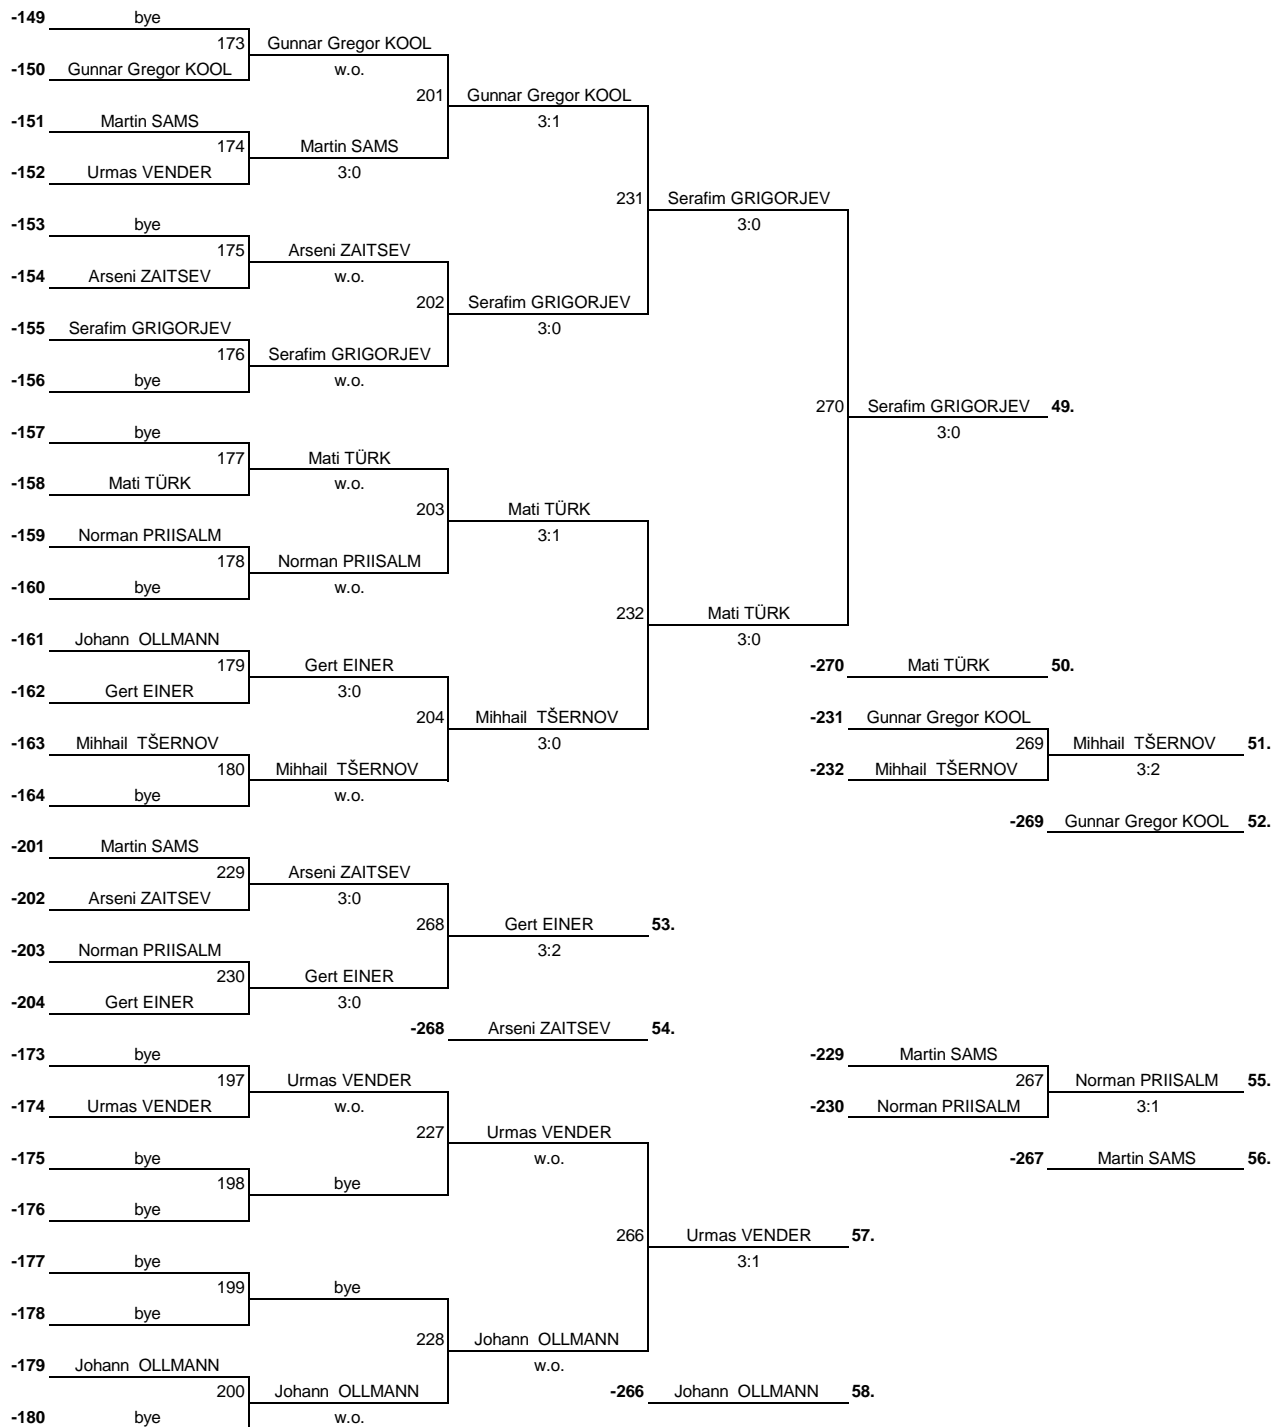 -149 bye
173 Gunnar Gregor KOOL
-150 Gunnar Gregor KOOL w.o.
201 Gunnar Gregor KOOL
-151 Martin SAMS 3:1
174 Martin SAMS
-152 Urmas VENDER 3:0
231 Serafim GRIGORJEV
-153 bye 3:0
175 Arseni ZAITSEV
-154 Arseni ZAITSEV w.o.
202 Serafim GRIGORJEV
-155 Serafim GRIGORJEV 3:0
176 Serafim GRIGORJEV
-156 bye w.o.
270 Serafim GRIGORJEV 49.
-157 bye 3:0
177 Mati TÜRK
-158 Mati TÜRK w.o.
203 Mati TÜRK
-159 Norman PRIISALM 3:1
178 Norman PRIISALM
-160 bye w.o.
232 Mati TÜRK
-161 Johann OLLMANN 3:0
179 Gert EINER -270 Mati TÜRK 50.
-162 Gert EINER 3:0
204 Mihhail TŠERNOV -231 Gunnar Gregor KOOL
-163 Mihhail TŠERNOV 3:0 269 Mihhail TŠERNOV 51.
180 Mihhail TŠERNOV -232 Mihhail TŠERNOV 3:2
-164 bye w.o.
-269 Gunnar Gregor KOOL 52.
-201 Martin SAMS
229 Arseni ZAITSEV
-202 Arseni ZAITSEV 3:0
268 Gert EINER 53.
-203 Norman PRIISALM 3:2
230 Gert EINER
-204 Gert EINER 3:0
-268 Arseni ZAITSEV 54.
-173 bye -229 Martin SAMS
197 Urmas VENDER 267 Norman PRIISALM 55.
-174 Urmas VENDER w.o. -230 Norman PRIISALM 3:1
227 Urmas VENDER
-175 bye w.o. -267 Martin SAMS 56.
198 bye
-176 bye
266 Urmas VENDER 57.
-177 bye 3:1
199 bye
-178 bye
228 Johann OLLMANN
-179 Johann OLLMANN w.o.
200 Johann OLLMANN -266 Johann OLLMANN 58.
-180 bye w.o.